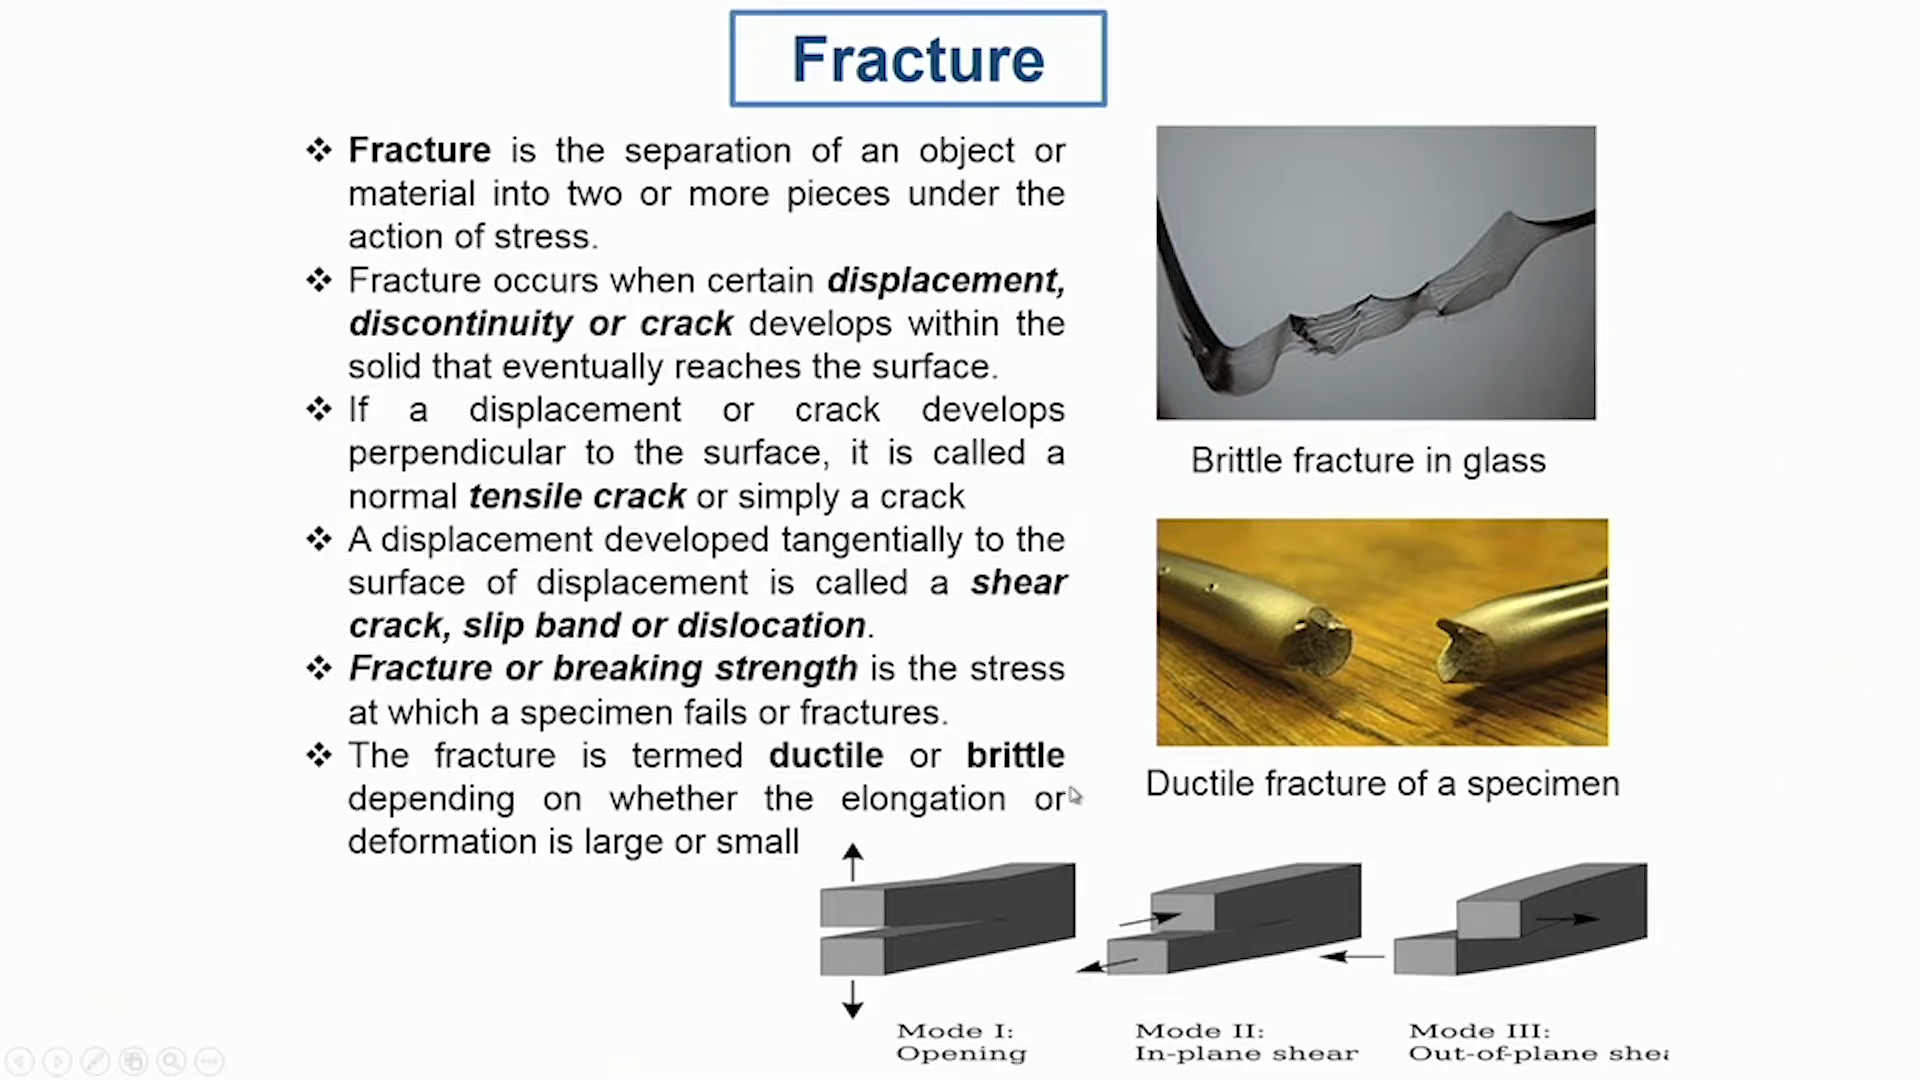 Fracture
❖ Fracture is the separation of an object or
material into two or more pieces under the
action of stress.
❖ Fracture occurs when certain displacement,
discontinuity or crack develops within the
solid that eventually reaches the surface.
❖ If a displacement or crack develops
perpendicular to the surface, it is called a
normal tensile crack or simply a crack
❖ A displacement developed tangentially to the
surface of displacement is called a shear
crack, slip band or dislocation.
❖ Fracture or breaking strength is the stress
at which a specimen fails or fractures.
❖ The fracture is termed ductile or brittle
depending on whether the elongation or
deformation is large or small
Brittle fracture in glass
Ductile fracture of a specimen
Mode I:
Opening
Mode II:
In-plane shear
Mode III:
Out-of-plane